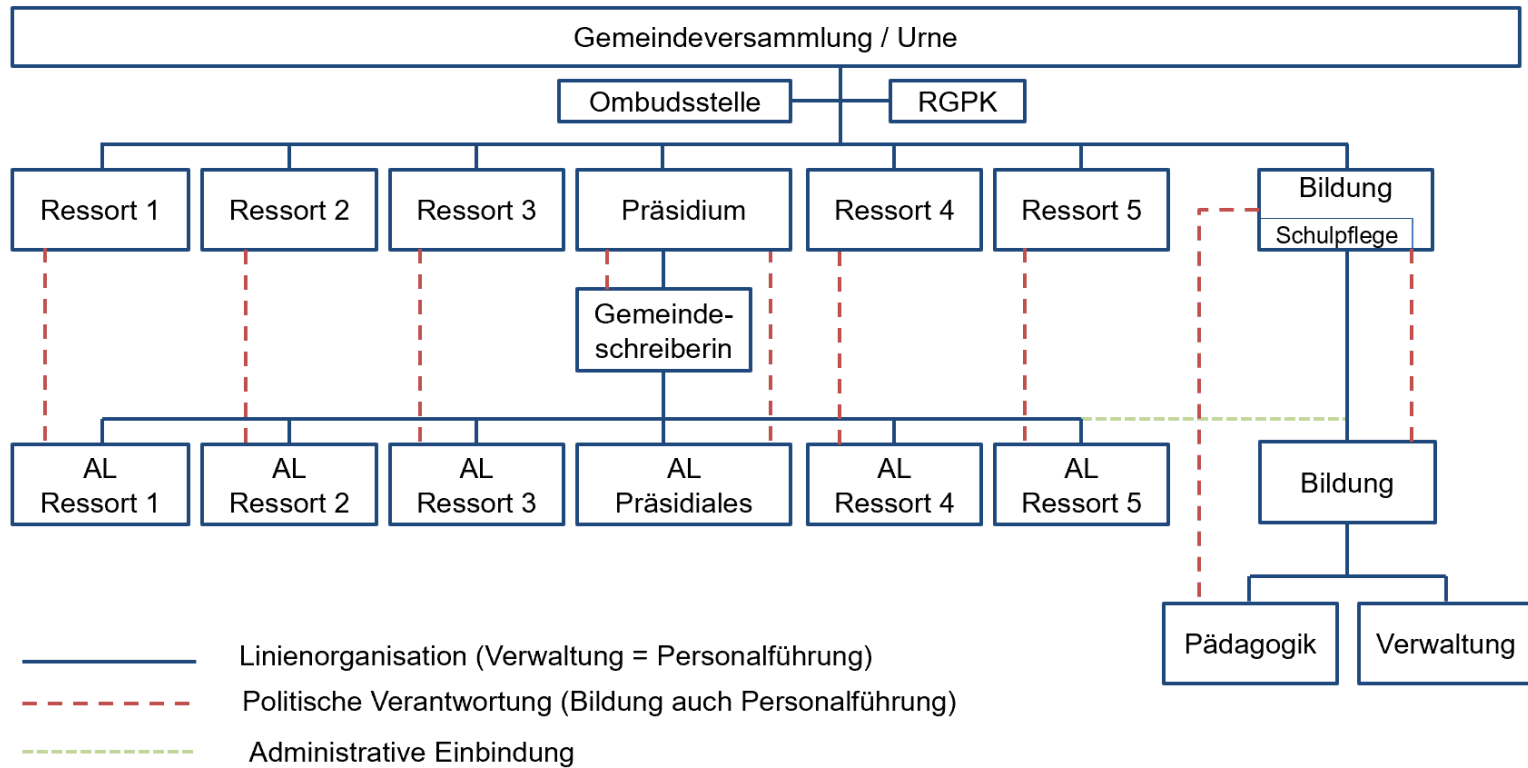 Gemeindeversammlung / Urne
Ombudsstelle
RGPK
Ressort 1
Ressort 2
Ressort 3
Präsidium
Ressort 4
Ressort 5
Bildung
Schulpflege
Gemeinde-
schreiberin
AL
Ressort 1
AL
Ressort 2
AL
Ressort 3
AL
Präsidiales
AL
Ressort 4
AL
Ressort 5
Bildung
Pädagogik
Verwaltung
Linienorganisation (Verwaltung = Personalführung)
Politische Verantwortung (Bildung auch Personalführung)
Administrative Einbindung